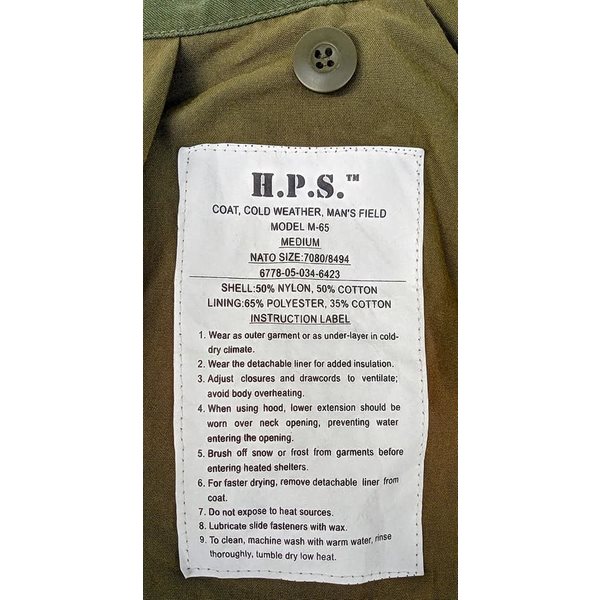 H.P.S.™
COAT, COLD WEATHER, MAN'S FIELD
MODEL M-65
MEDIUM
NATO SIZE:7080/8494
6778-05-034-6423
SHELL:50% NYLON, 50% COTTON
LINING:65% POLYESTER, 35% COTTON
INSTRUCTION LABEL
1. Wear as outer garment or as under-layer in cold-
dry climate.
2. Wear the detachable liner for added insulation.
3. Adjust closures and drawcords to ventilate;
avoid body overheating.
4. When using hood, lower extension should be
worn over neck opening, preventing water
entering the opening.
5. Brush off snow or frost from garments before
entering heated shelters.
6. For faster drying, remove detachable liner from
coat.
7. Do not expose to heat sources.
8. Lubricate slide fasteners with wax.
9. To clean, machine wash with warm water, rinse
thoroughly, tumble dry low heat.